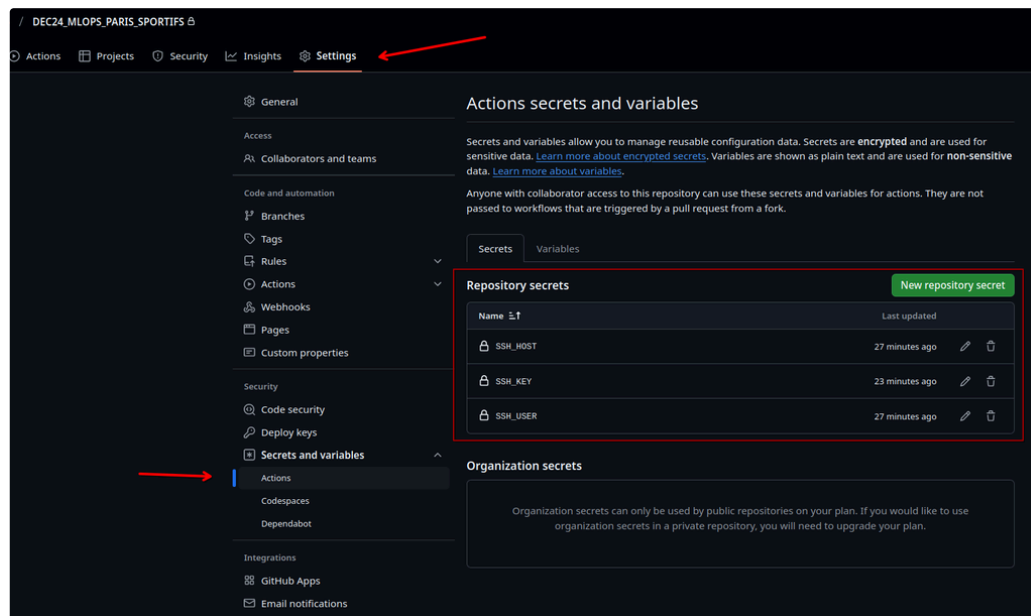 / DEC24_MLOPS_PARIS_SPORTIFS
Actions Projects Security Insights Settings
General
Access
Collaborators and teams
Code and automation
Branches
Tags
Rules
Actions
Webhooks
Pages
Custom properties
Security
Code security
Deploy keys
Secrets and variables
Actions
Codespaces
Dependabot
Integrations
GitHub Apps
Email notifications
Actions secrets and variables
Secrets and variables allow you to manage reusable configuration data. Secrets are encrypted and are used for
sensitive data. Learn more about encrypted secrets. Variables are shown as plain text and are used for non-sensitive
data. Learn more about variables.
Anyone with collaborator access to this repository can use these secrets and variables for actions. They are not
passed to workflows that are triggered by a pull request from a fork.
Secrets Variables
Repository secrets New repository secret
Name Last updated
SSH_HOST 27 minutes ago
SSH_KEY 23 minutes ago
SSH_USER 27 minutes ago
Organization secrets
Organization secrets can only be used by public repositories on your plan. If you would like to use
organization secrets in a private repository, you will need to upgrade your plan.